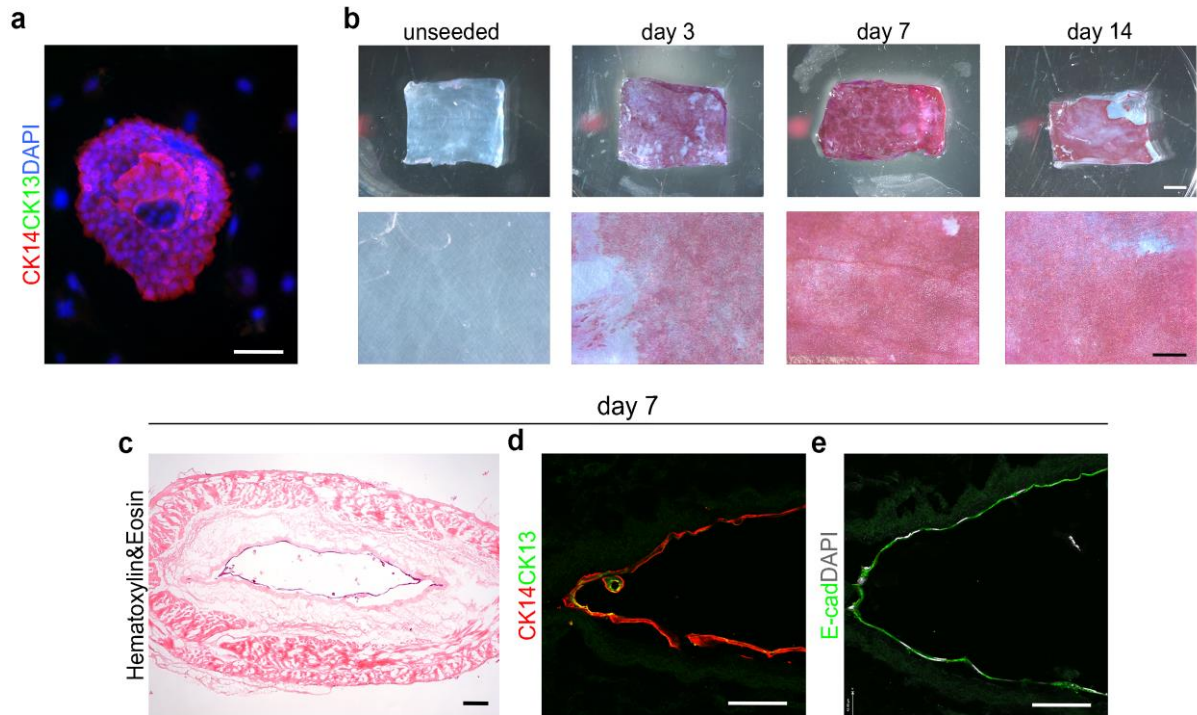 a
CK14CK13DAPI
b
unseeded
day 3
day 7
day 14
day 7
c
Hematoxylin&Eosin
d
CK14CK13
e
E-cadDAPI